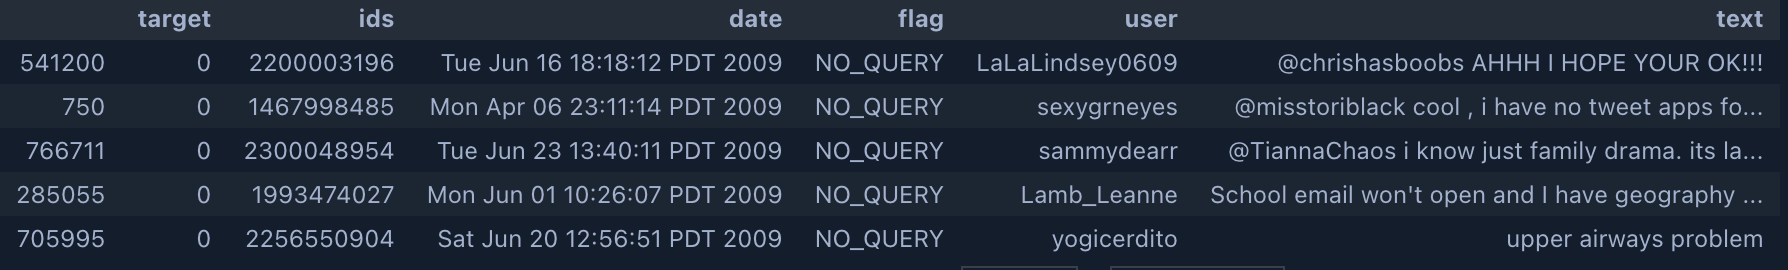 target ids date flag user text
541200 0 2200003196 Tue Jun 16 18:18:12 PDT 2009 NO_QUERY LaLaLindsey0609 @chrishasboobs AHHH I HOPE YOUR OK!!!
750 0 1467998485 Mon Apr 06 23:11:14 PDT 2009 NO_QUERY sexygrneyes @misstoriblack cool , i have no tweet apps fo...
766711 0 2300048954 Tue Jun 23 13:40:11 PDT 2009 NO_QUERY sammydearr @TiannaChaos i know just family drama. its la...
285055 0 1993474027 Mon Jun 01 10:26:07 PDT 2009 NO_QUERY Lamb_Leanne School email won't open and I have geography ...
705995 0 2256550904 Sat Jun 20 12:56:51 PDT 2009 NO_QUERY yogicerdito upper airways problem